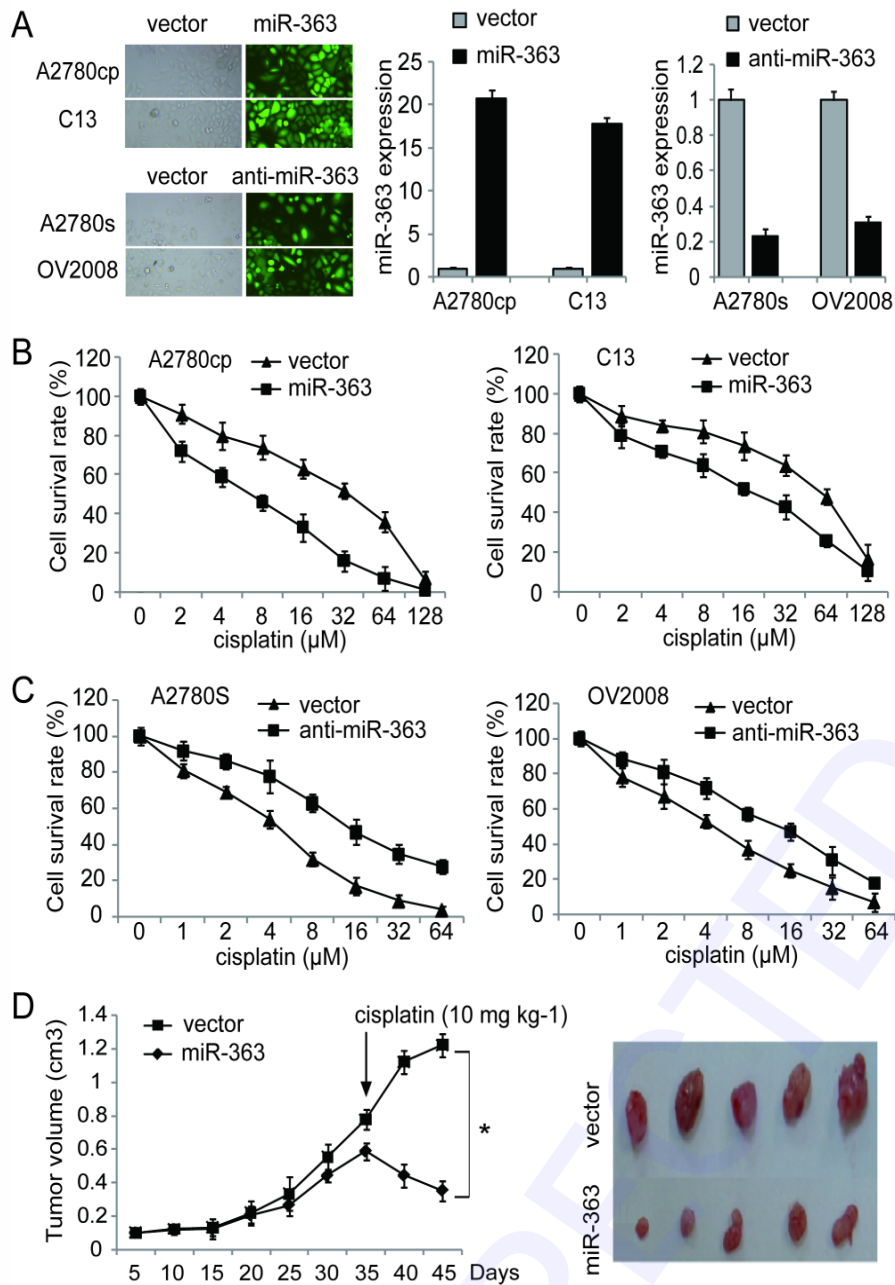 A
vector miR-363
A2780cp
C13
vector anti-miR-363
A2780s
OV2008
vector
miR-363
miR-363 expression
25
20
15
10
5
0
A2780cp C13
vector
anti-miR-363
miR-363 expression
1.2
1
0.8
0.6
0.4
0.2
0
A2780s OV2008
B
A2780cp
vector
miR-363
Cell surival rate (%)
120
100
80
60
40
20
0
0 2 4 8 16 32 64 128
cisplatin (µM)
C13
vector
miR-363
Cell surival rate (%)
120
100
80
60
40
20
0
0 2 4 8 16 32 64 128
cisplatin (µM)
C
A2780S
vector
anti-miR-363
Cell surival rate (%)
120
100
80
60
40
20
0
0 1 2 4 8 16 32 64
cisplatin (µM)
OV2008
vector
anti-miR-363
Cell surival rate (%)
120
100
80
60
40
20
0
0 1 2 4 8 16 32 64
cisplatin (µM)
D
vector
miR-363
cisplatin (10 mg kg-1)
Tumor volume (cm3)
1.4
1.2
1
0.8
0.6
0.4
0.2
0
*
5 10 15 20 25 30 35 40 45 Days
vector
miR-363